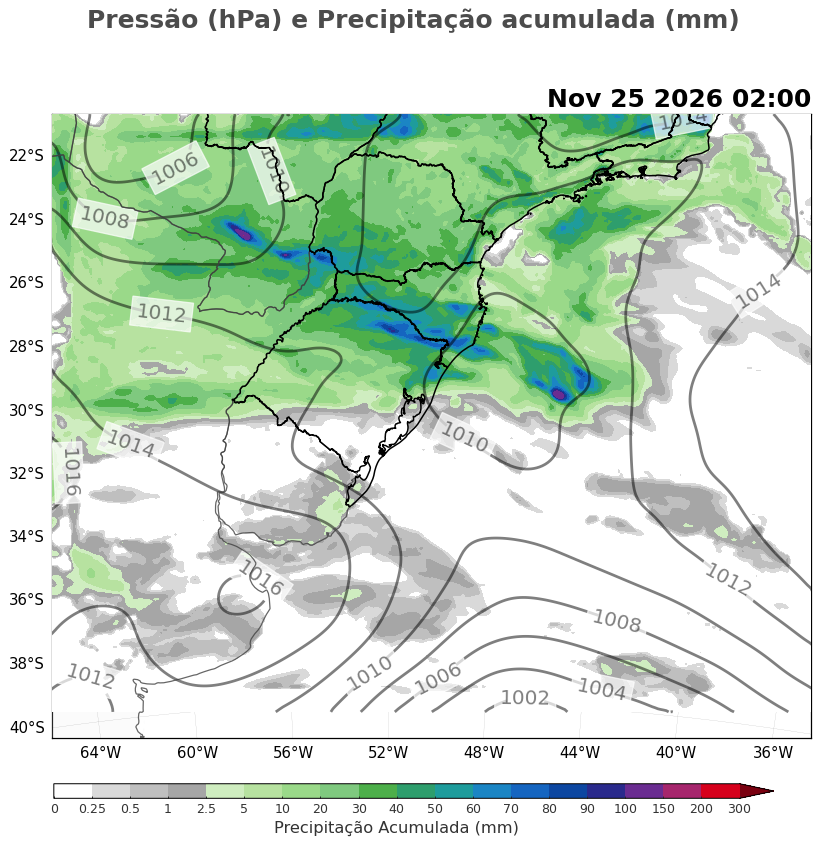 Pressão (hPa) e Precipitação acumulada (mm)
Nov 25 2026 02:00
1014
1006
1010
22°S
1008
24°S
1014
26°S
1012
28°S
30°S
1014
1010
1016
32°S
34°S
1016
1012
36°S
1008
38°S
1012
1010
1006
1004
1002
40°S
64°W 60°W 56°W 52°W 48°W 44°W 40°W 36°W
0 0.25 0.5 1 2.5 5 10 20 30 40 50 60 70 80 90 100 150 200 300
Precipitação Acumulada (mm)